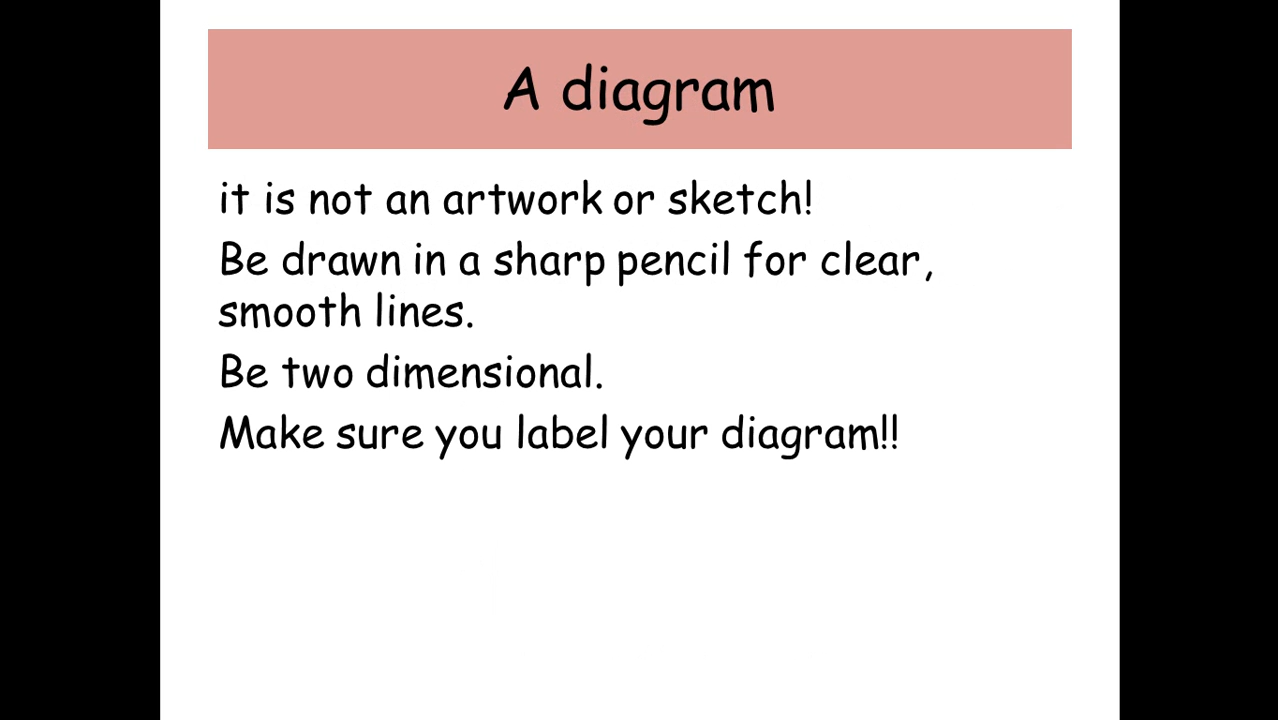 A diagram
it is not an artwork or sketch!
Be drawn in a sharp pencil for clear,
smooth lines.
Be two dimensional.
Make sure you label your diagram!!